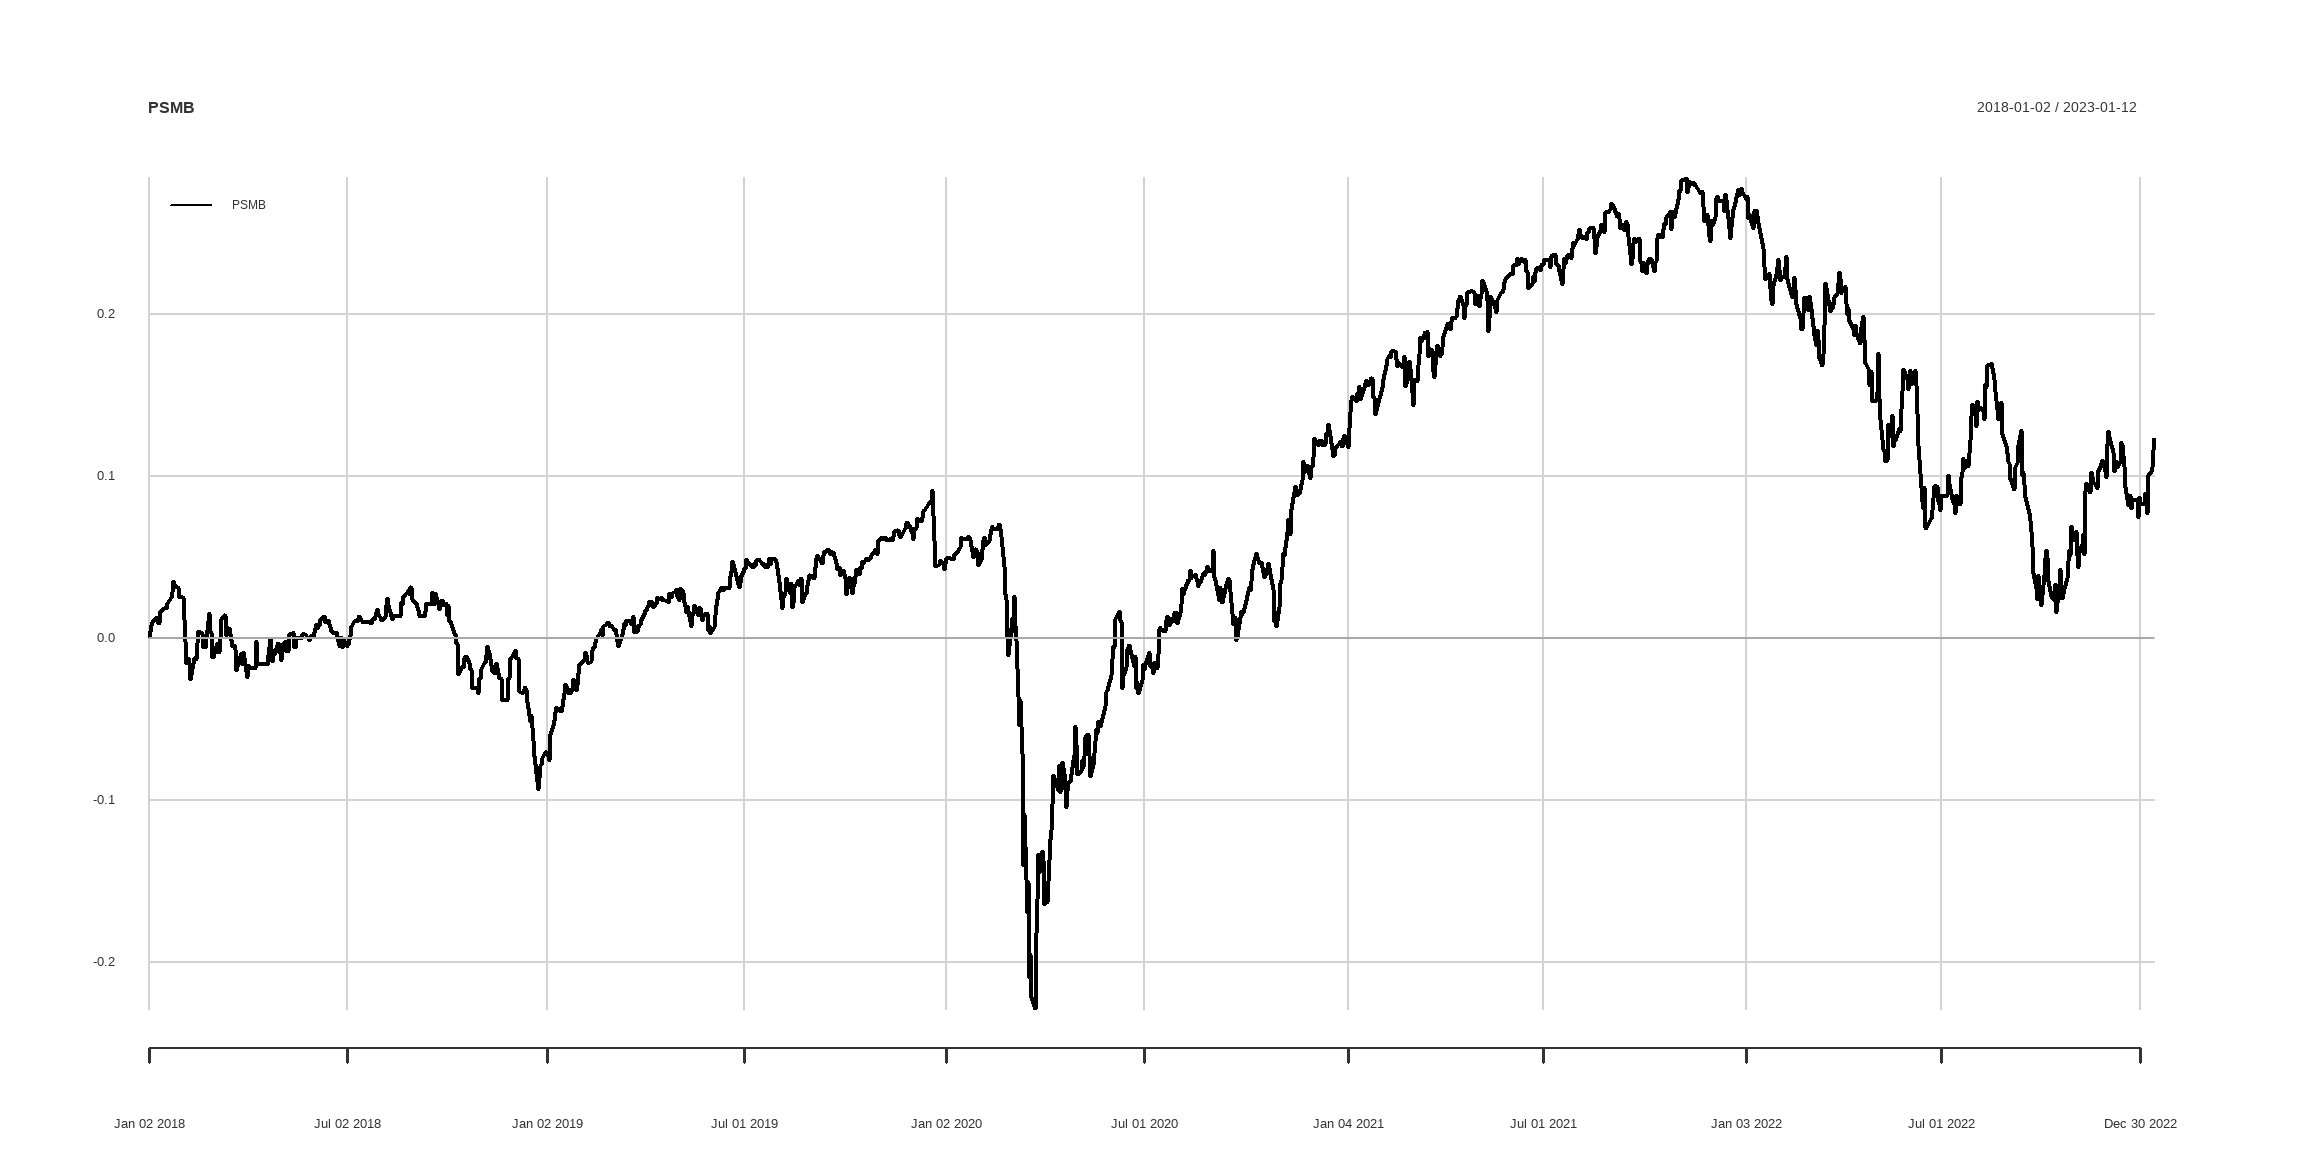 PSMB
2018-01-02 / 2023-01-12
PSMB
0.2
0.1
0.0
-0.1
-0.2
Jan 02 2018
Jul 02 2018
Jan 02 2019
Jul 01 2019
Jan 02 2020
Jul 01 2020
Jan 04 2021
Jul 01 2021
Jan 03 2022
Jul 01 2022
Dec 30 2022